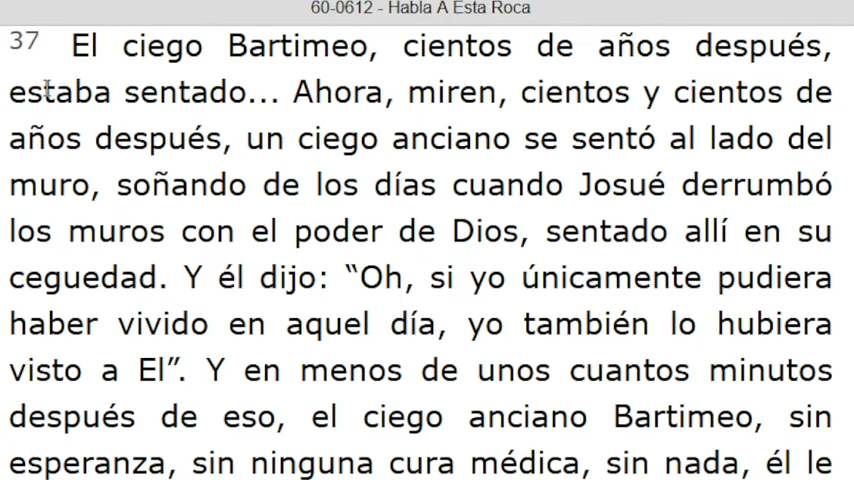 60-0612 - Habla A Esta Roca
37 El ciego Bartimeo, cientos de años después,
estaba sentado... Ahora, miren, cientos y cientos de
años después, un ciego anciano se sentó al lado del
muro, soñando de los días cuando Josué derrumbó
los muros con el poder de Dios, sentado allí en su
ceguedad. Y él dijo: “Oh, si yo únicamente pudiera
haber vivido en aquel día, yo también lo hubiera
visto a El”. Y en menos de unos cuantos minutos
después de eso, el ciego anciano Bartimeo, sin
esperanza, sin ninguna cura médica, sin nada, él le